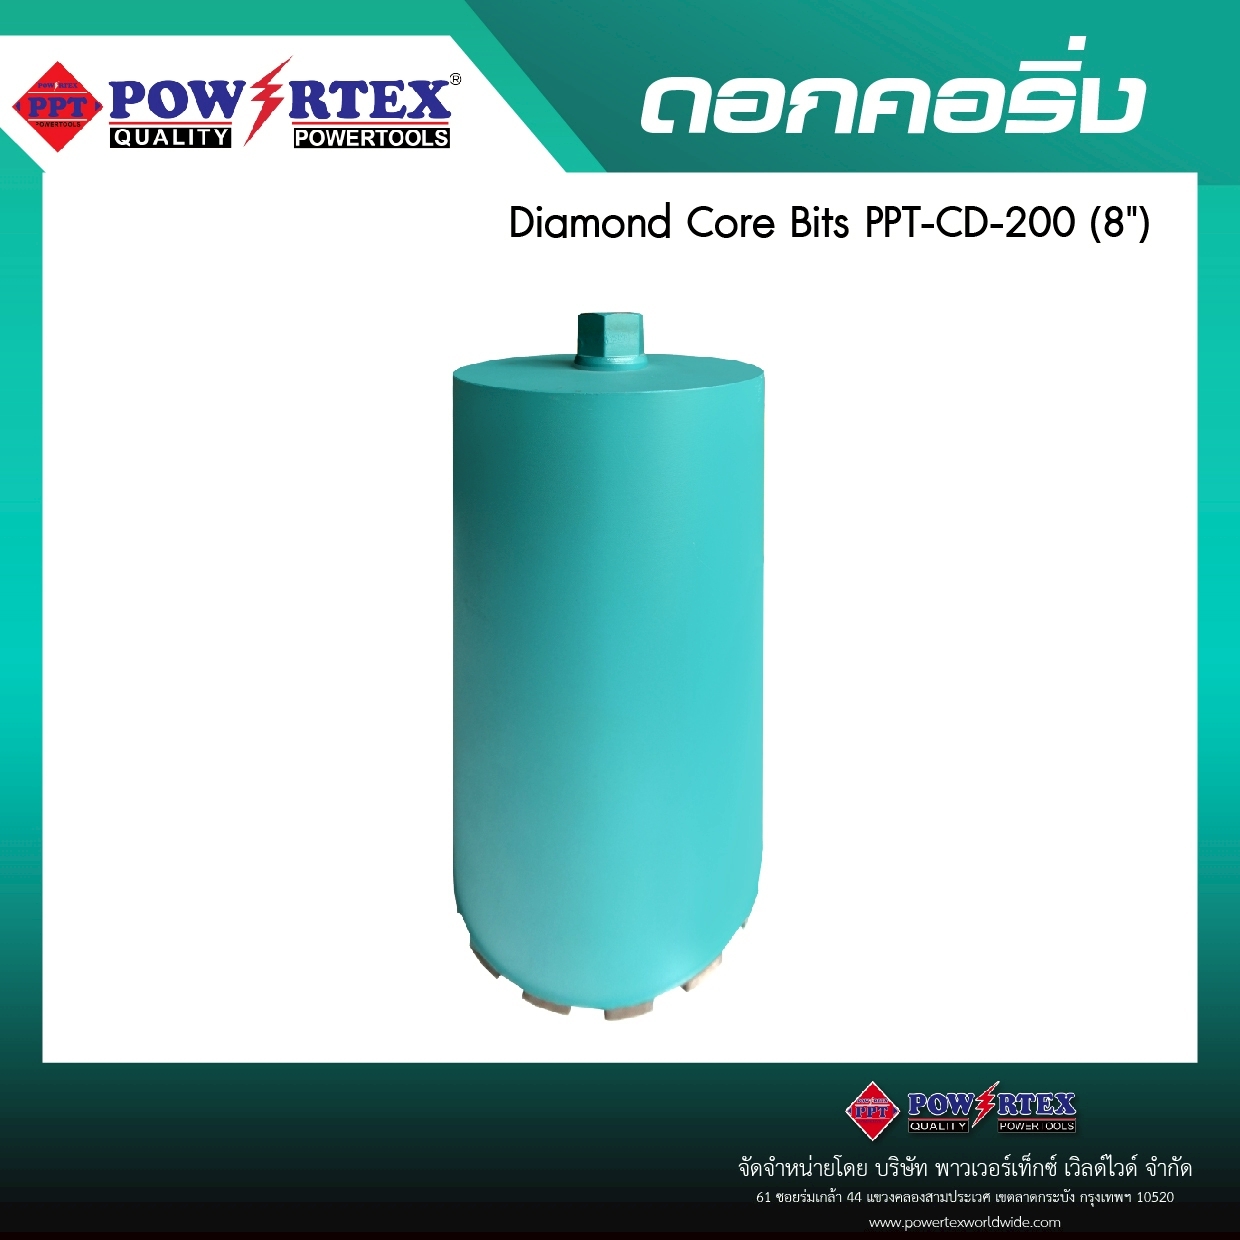 POWERTEX®
PPT
POWERTOOLS
QUALITY POWERTOOLS
ดอกคอริ่ง
Diamond Core Bits PPT-CD-200 (8")
POWERTEX
PPT
QUALITY POWERTOOLS
จัดจำหน่ายโดย บริษัท พาวเวอร์เท็กซ์ เวิลด์ไวด์ จำกัด
61 ซอยร่มเกล้า 44 แขวงคลองสามประเวศ เขตลาดกระบัง กรุงเทพฯ 10520
www.powertexworldwide.com